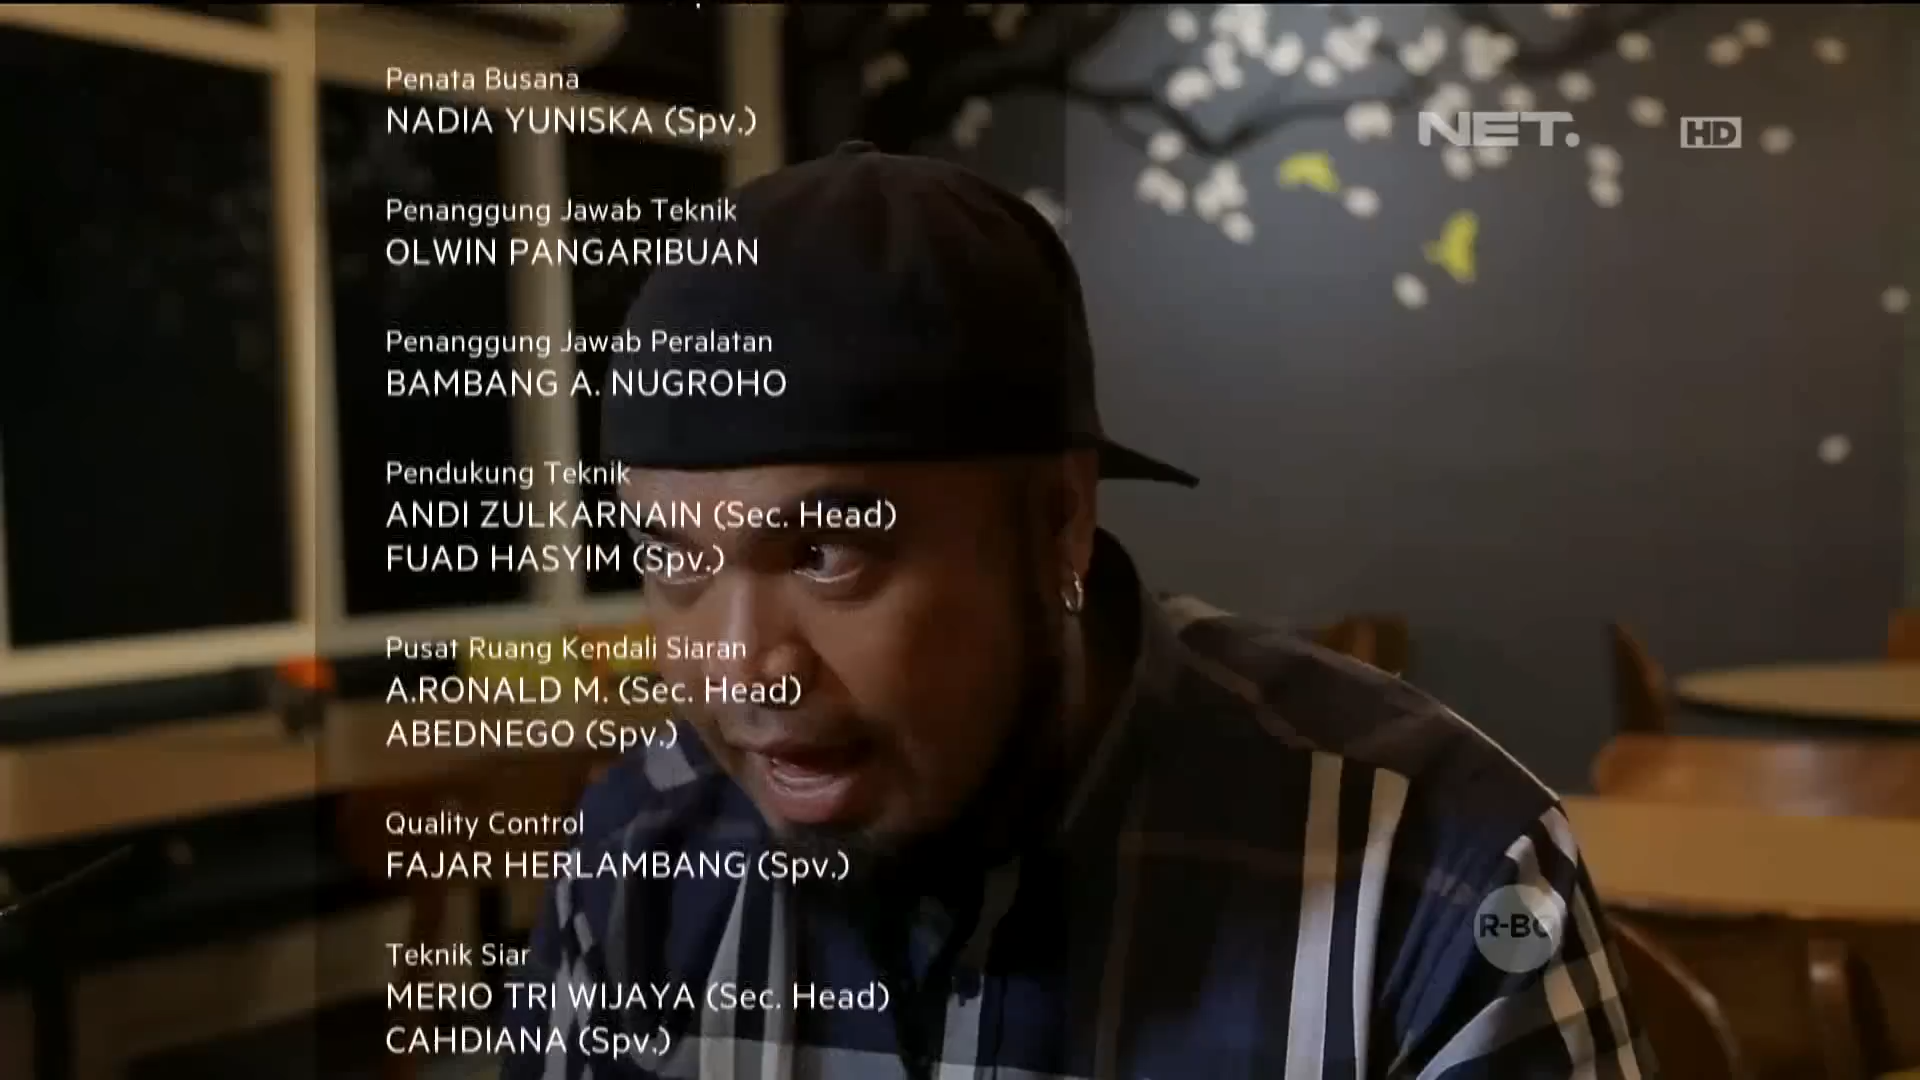 Penata Busana
NADIA YUNISKA (Spv.)
NET.
HD
Penanggung Jawab Teknik
OLWIN PANGARIBUAN
Penanggung Jawab Peralatan
BAMBANG A. NUGROHO
Pendukung Teknik
ANDI ZULKARNAIN (Sec. Head)
FUAD HASYIM (Spv.)
Pusat Ruang Kendali Siaran
A.RONALD M. (Sec. Head)
ABEDNEGO (Spv.)
Quality Control
FAJAR HERLAMBANG (Spv.)
R-BO
Teknik Siar
MERIO TRI WIJAYA (Sec. Head)
CAHDIANA (Spv.)